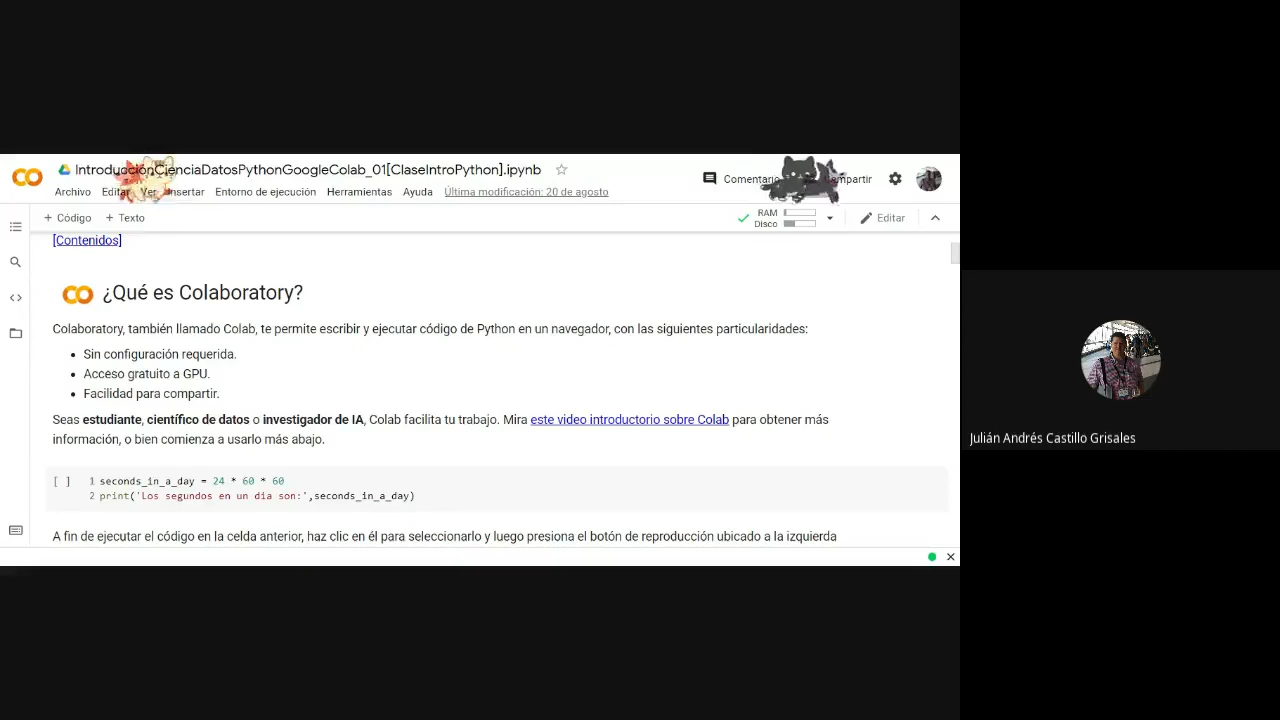 IntroducciónCienciaDatosPythonGoogleColab_01[ClaseIntroPython].ipynb
Archivo Editar Ver Insertar Entorno de ejecución Herramientas Ayuda Última modificación: 20 de agosto
Comentario Compartir
+ Código + Texto
RAM
Disco
Editar
[Contenidos]
¿Qué es Colaboratory?
Colaboratory, también llamado Colab, te permite escribir y ejecutar código de Python en un navegador, con las siguientes particularidades:
• Sin configuración requerida.
• Acceso gratuito a GPU.
• Facilidad para compartir.
Seas estudiante, científico de datos o investigador de IA, Colab facilita tu trabajo. Mira este video introductorio sobre Colab para obtener más
información, o bien comienza a usarlo más abajo.
[ ] 1 seconds_in_a_day = 24 * 60 * 60
2 print('Los segundos en un dia son:',seconds_in_a_day)
A fin de ejecutar el código en la celda anterior, haz clic en él para seleccionarlo y luego presiona el botón de reproducción ubicado a la izquierda
Julián Andrés Castillo Grisales